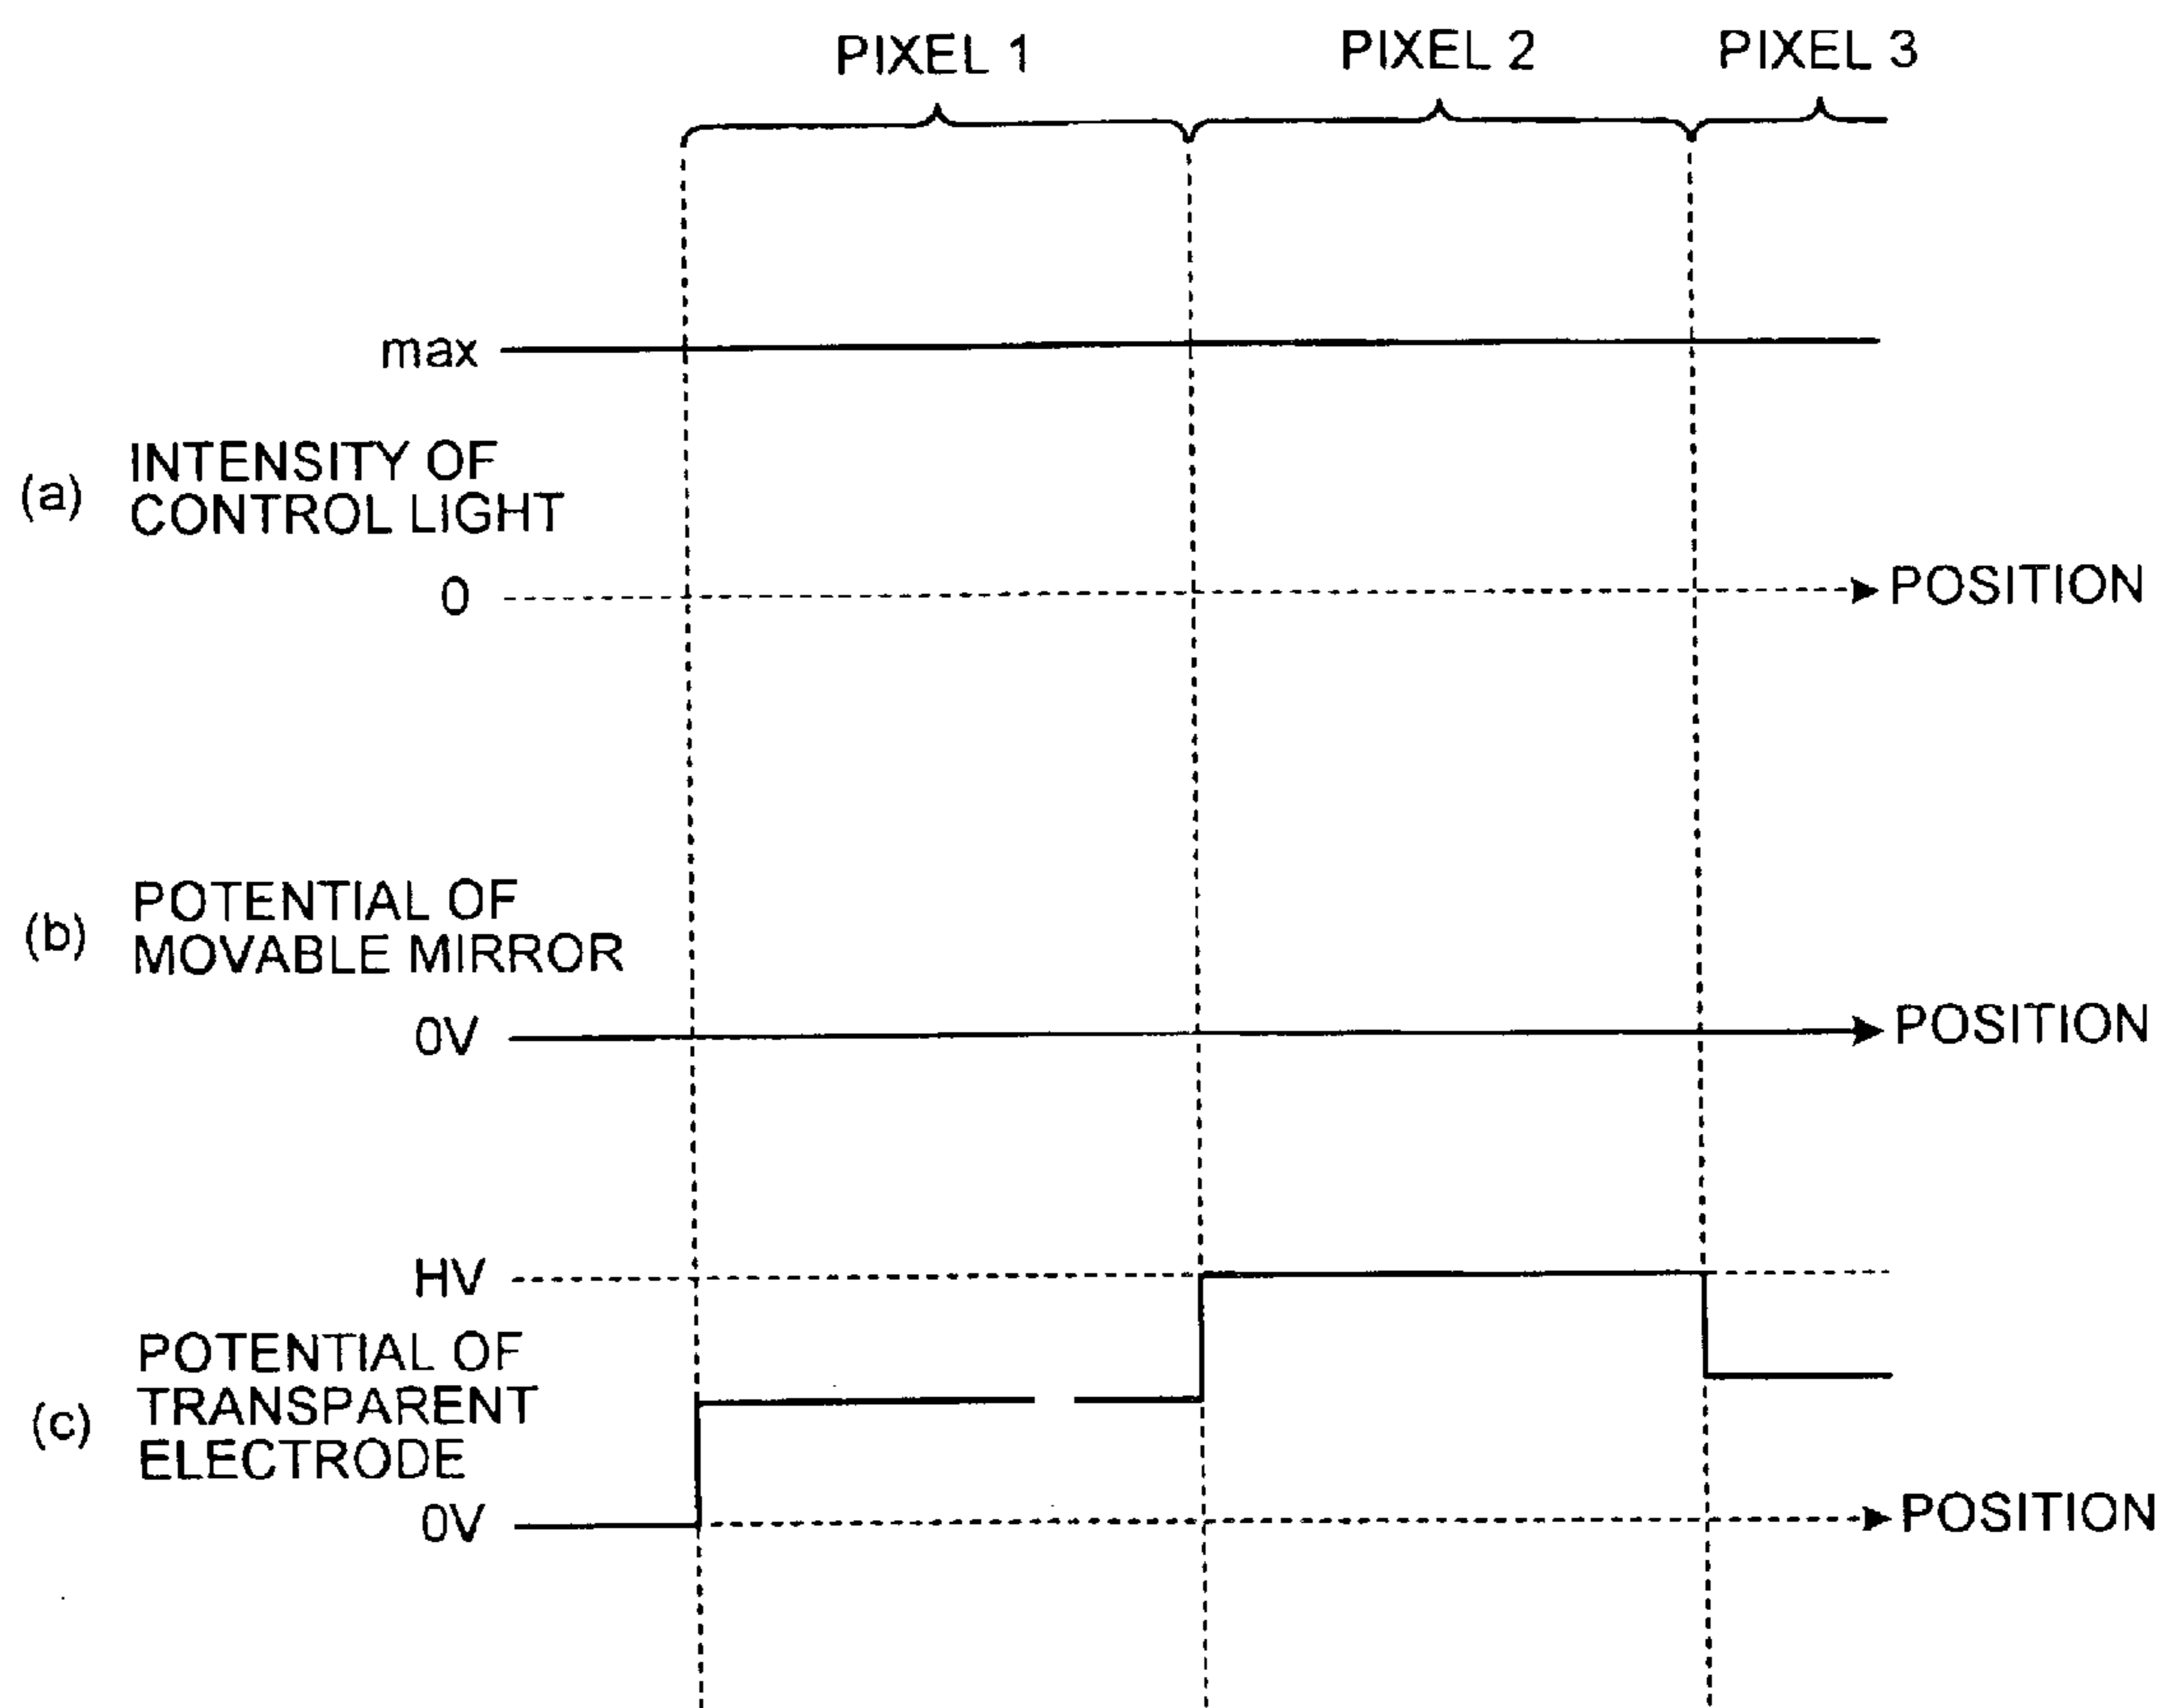 PIXEL 1 PIXEL 2 PIXEL 3
max
(a) INTENSITY OF
CONTROL LIGHT
0 POSITION
(b) POTENTIAL OF
MOVABLE MIRROR
0V POSITION
HV
(c) POTENTIAL OF
TRANSPARENT
ELECTRODE
0V POSITION